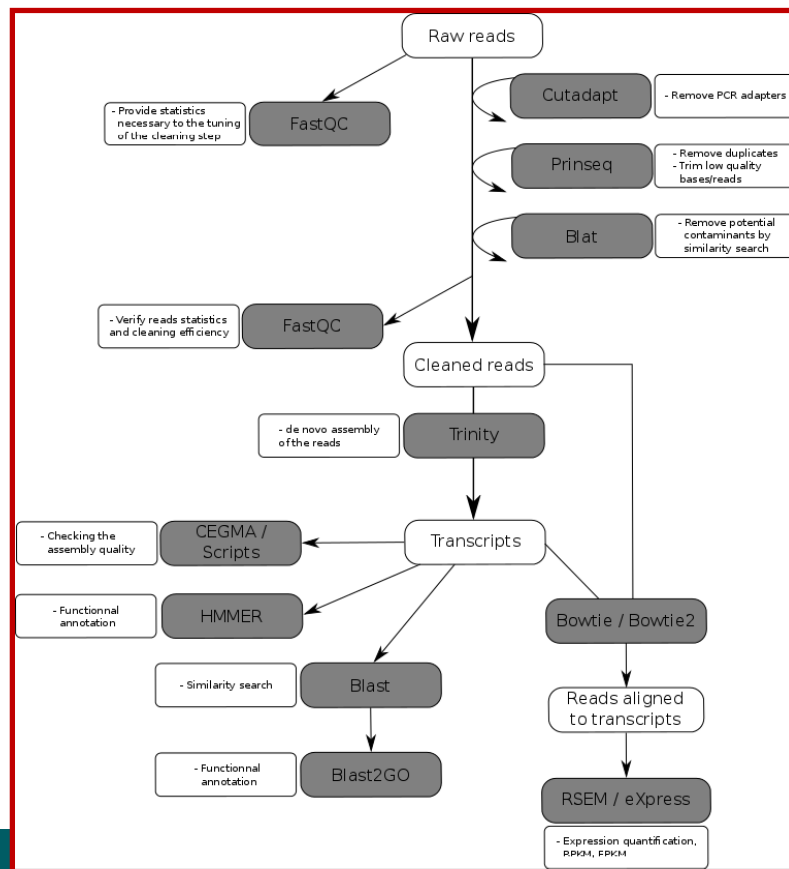 Raw reads
Cutadapt
- Remove PCR adapters
- Provide statistics
necessary to the tuning
of the cleaning step
FastQC
Prinseq
- Remove duplicates
- Trim low quality
bases/reads
Blat
- Remove potential
contaminants by
similarity search
- Verify reads statistics
and cleaning efficiency
FastQC
Cleaned reads
- de novo assembly
of the reads
Trinity
- Checking the
assembly quality
CEGMA /
Scripts
Transcripts
- Functionnal
annotation
HMMER
Bowtie / Bowtie2
- Similarity search
Blast
Reads aligned
to transcripts
- Functionnal
annotation
Blast2GO
RSEM / eXpress
- Expression quantification,
RPKM, FPKM